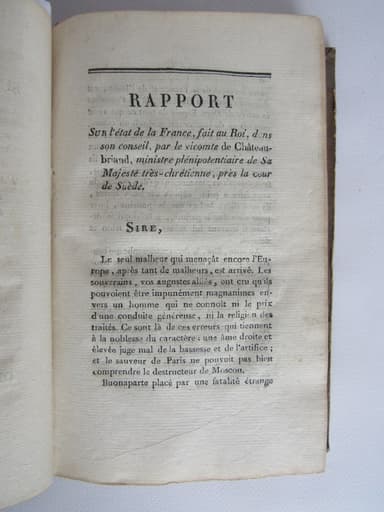 RAPPORT
Sur l'état de la France, fait au Roi, dans
son conseil, par le vicomte de Château-
briand, ministre plénipotentiaire de Sa
Majesté très-chrétienne, près la cour
de Suède.
SIRE,
Le seul malheur qui menaçât encore l'Eu-
rope, après tant de malheurs, est arrivé. Les
souverains, vos augustes alliés, ont cru qu'ils
pouvoient être impunément magnanimes en-
vers un homme qui ne connoît ni le prix
d'une conduite généreuse, ni la religion des
traités. Ce sont là de ces erreurs qui tiennent
à la noblesse du caractère : une âme droite et
élevée juge mal de la bassesse et de l'artifice ;
et le sauveur de Paris ne pouvoit pas bien
comprendre le destructeur de Moscou.
Buonaparte placé par une fatalité étrange